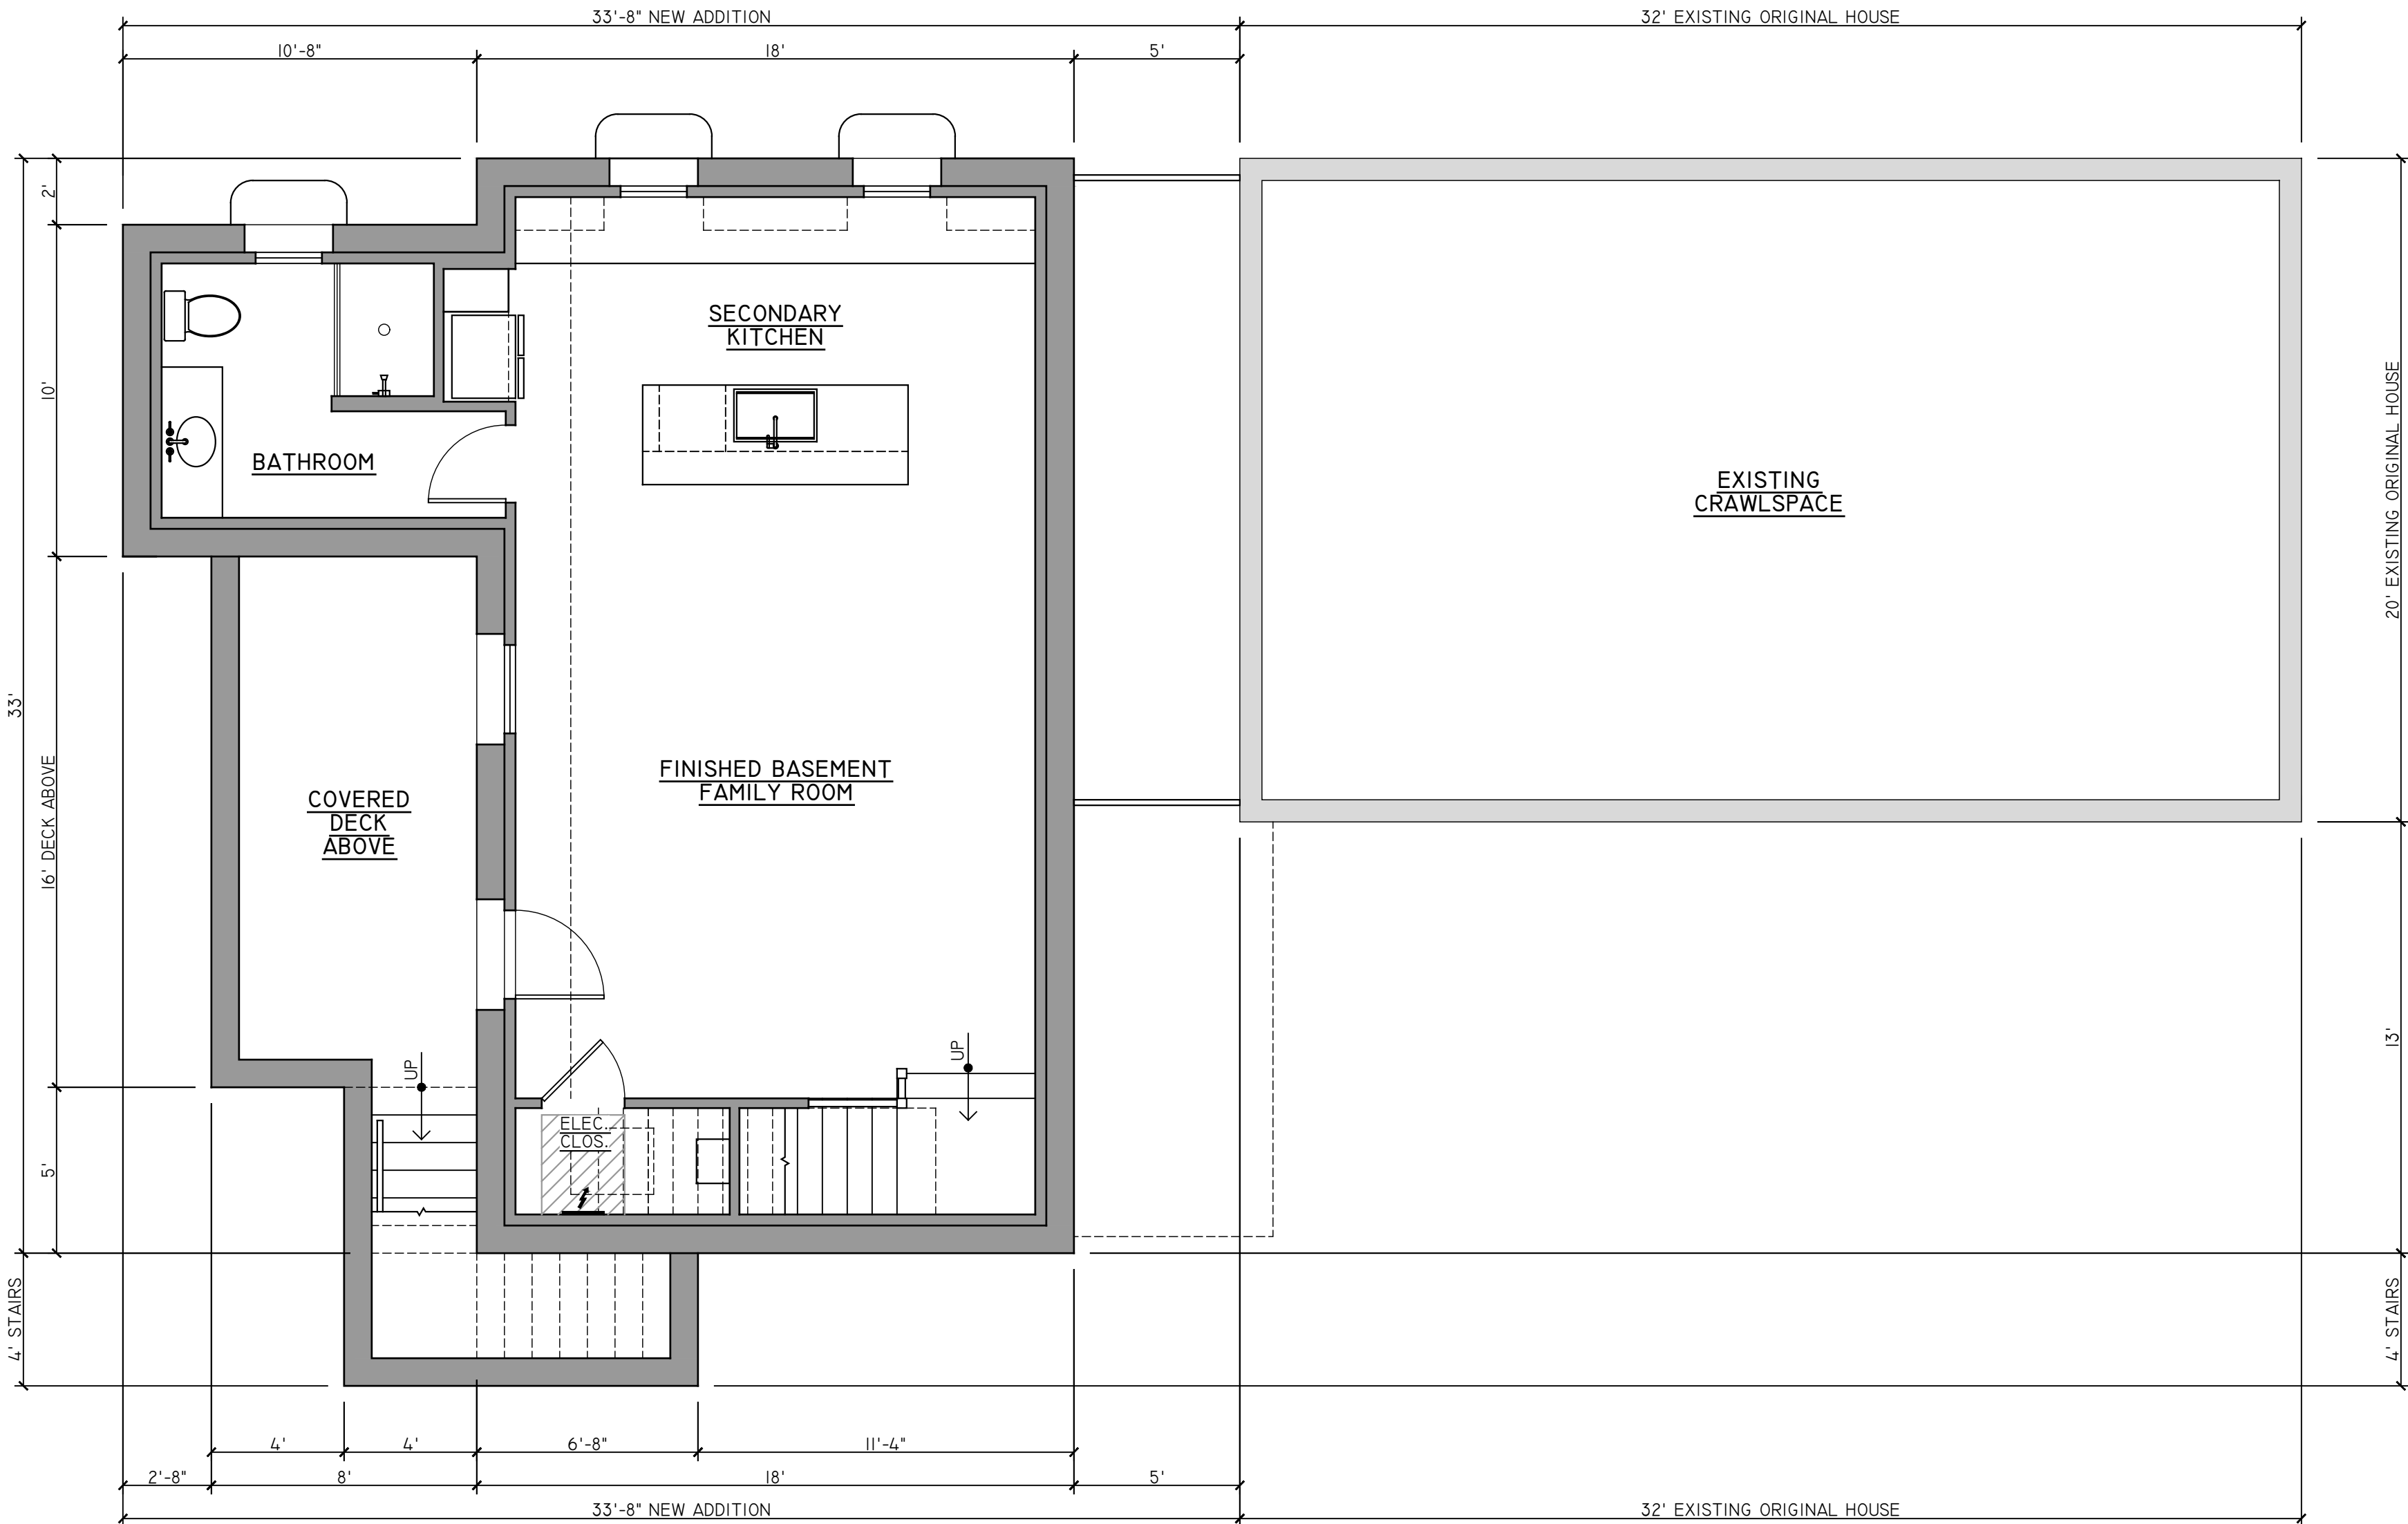 33'-8" NEW ADDITION
32' EXISTING ORIGINAL HOUSE
10'-8"
18'
5'
2'
10'
33'
16' DECK ABOVE
5'
4' STAIRS
SECONDARY
KITCHEN
BATHROOM
EXISTING
CRAWLSPACE
20' EXISTING ORIGINAL HOUSE
FINISHED BASEMENT
FAMILY ROOM
COVERED
DECK
ABOVE
UP
UP
ELEC.
CLOS.
13'
4' STAIRS
4'
4'
6'-8"
11'-4"
2'-8"
8'
18'
5'
33'-8" NEW ADDITION
32' EXISTING ORIGINAL HOUSE